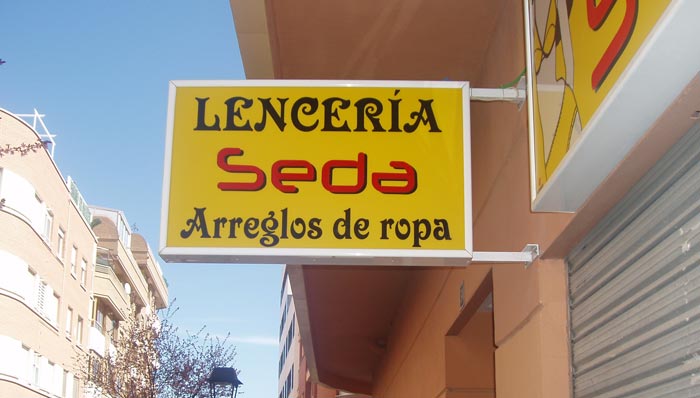 LENCERÍA
Seda
Arreglos de ropa